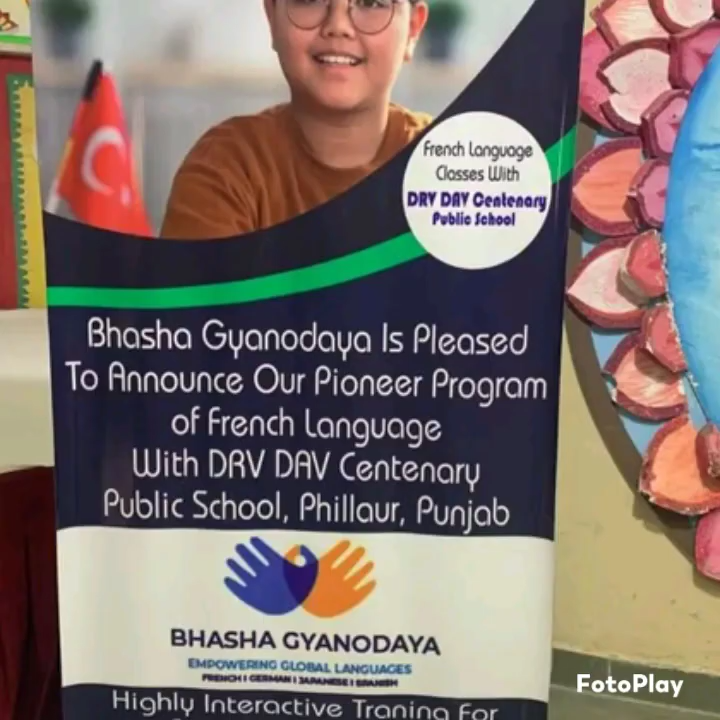 French Language
Classes With
DRV DAV Centenary
Public School
Bhasha Gyanodaya Is Pleased
To Announce Our Pioneer Program
of French Language
With DRV DAV Centenary
Public School, Phillaur, Punjab
BHASHA GYANODAYA
EMPOWERING GLOBAL LANGUAGES
FRENCH I GERMAN I JAPANESE I SPANISH
Highly Interactive Traning For
FotoPlay